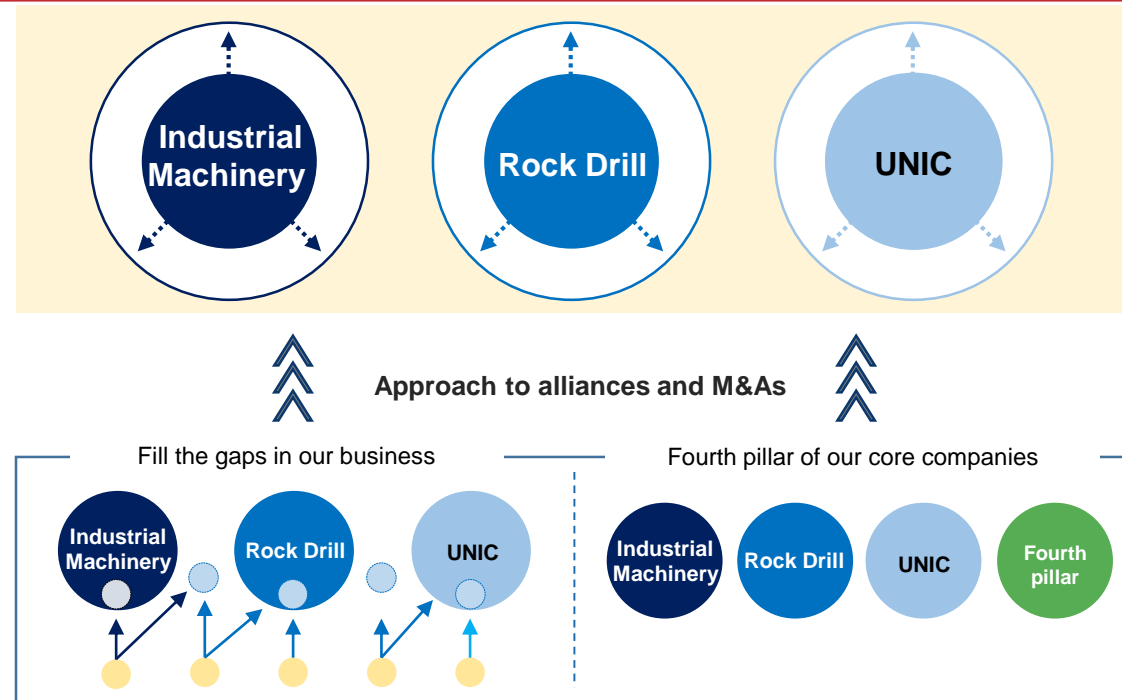 Industrial
Machinery
Rock Drill
UNIC
Approach to alliances and M&As
Fill the gaps in our business
Industrial
Machinery
Rock Drill
UNIC
Fourth pillar of our core companies
Industrial
Machinery
Rock Drill
UNIC
Fourth
pillar